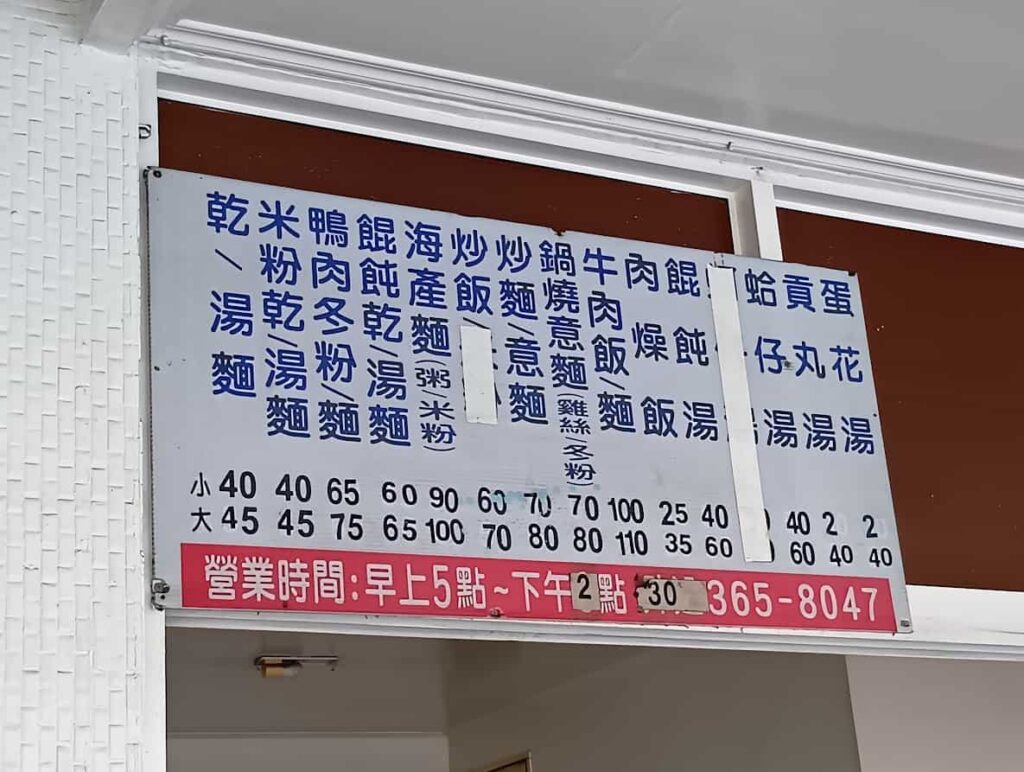 乾/湯麵
米粉乾/湯麵
鴨肉冬粉/麵
餛飩乾/湯麵
海產麵(粥/米粉)
炒飯/
炒麵/意麵
鍋燒意麵(雞絲/冬粉)
牛肉飯/麵
肉燥飯
餛飩湯
蛤仔湯
貢丸湯
蛋花湯
小 40 40 65 60 90 60 70 70 100 25 40 40
大 45 45 75 65 100 70 80 80 110 35 60 60 40 40
營業時間:早上5點~下午2點30 365-8047